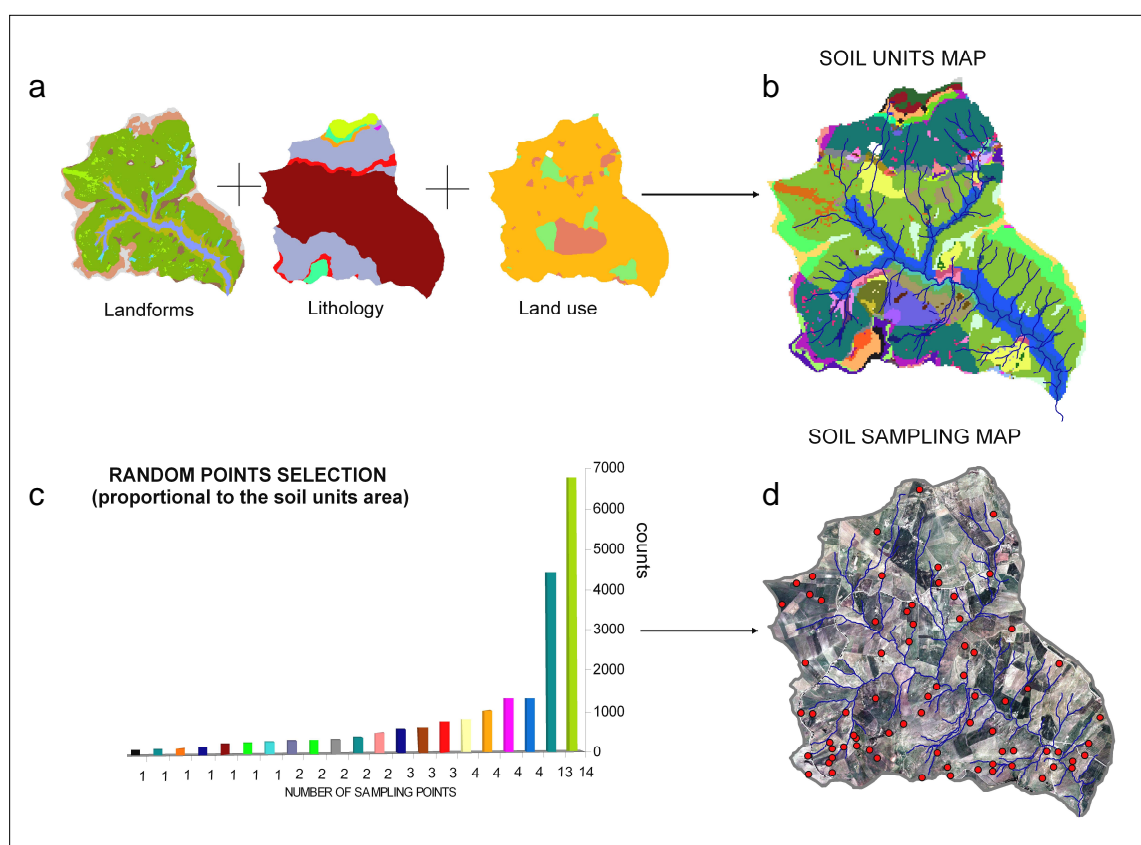 SOIL UNITS MAP
a
b
Landforms
Lithology
Land use
SOIL SAMPLING MAP
RANDOM POINTS SELECTION
(proportional to the soil units area)
c
d
7000
6000
5000
4000
3000
2000
1000
0
counts
1 1 1 1 1 1 1 2 2 2 2 2 3 3 3 4 4 4 4 13 14
NUMBER OF SAMPLING POINTS